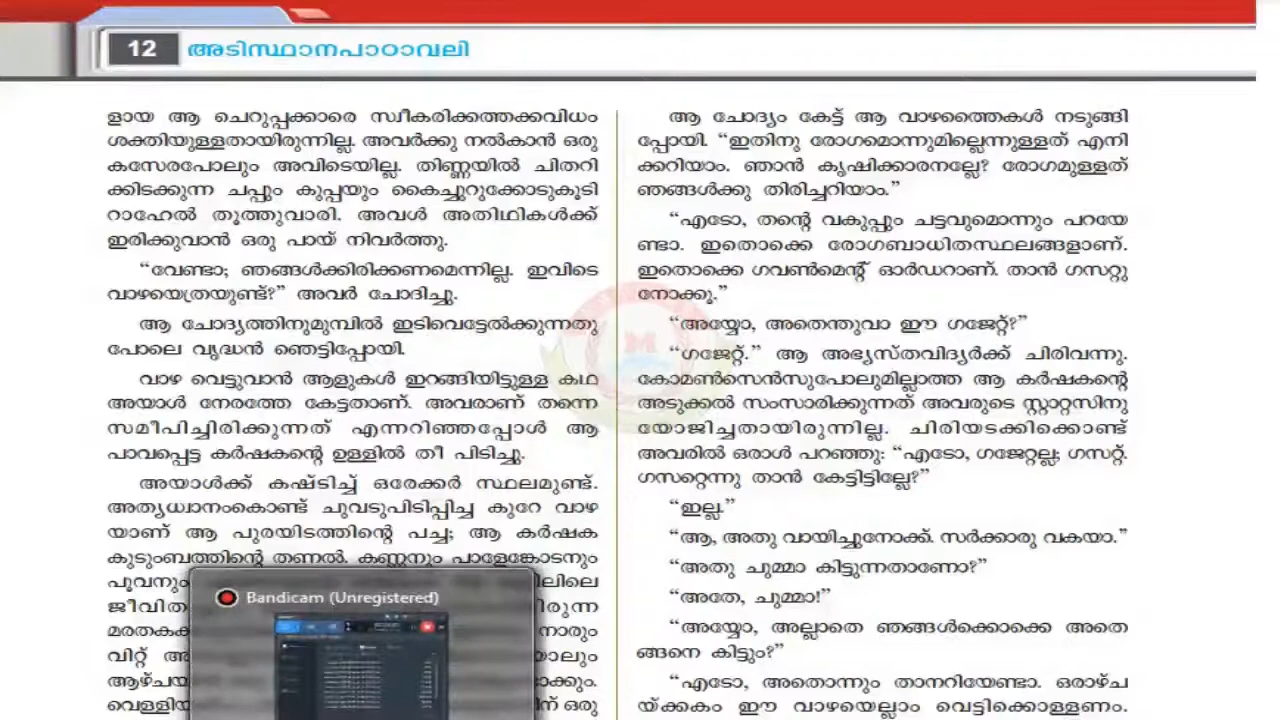 12 അടിസ്ഥാനപാഠാവലി
ളായ ആ ചെറുപ്പക്കാരെ സ്വീകരിക്കത്തക്കവിധം
ശക്തിയുള്ളതായിരുന്നില്ല. അവർക്കു നൽകാൻ ഒരു
കസേരപോലും അവിടെയില്ല. തിണ്ണയിൽ ചിതറി
ക്കിടക്കുന്ന ചപ്പും കുപ്പയും കൈച്ചുറുക്കോടുകൂടി
റാഹേൽ തൂത്തുവാരി. അവൾ അതിഥികൾക്ക്
ഇരിക്കുവാൻ ഒരു പായ് നിവർത്തു.
“വേണ്ടാ; ഞങ്ങൾക്കിരിക്കണമെന്നില്ല. ഇവിടെ
വാഴയെത്രയുണ്ട്?” അവർ ചോദിച്ചു.
ആ ചോദ്യത്തിനുമുമ്പിൽ ഇടിവെട്ടേൽക്കുന്നതു
പോലെ വൃദ്ധൻ ഞെട്ടിപ്പോയി.
വാഴ വെട്ടുവാൻ ആളുകൾ ഇറങ്ങിയിട്ടുള്ള കഥ
അയാൾ നേരത്തേ കേട്ടതാണ്. അവരാണ് തന്നെ
സമീപിച്ചിരിക്കുന്നത് എന്നറിഞ്ഞപ്പോൾ ആ
പാവപ്പെട്ട കർഷകന്റെ ഉള്ളിൽ തീ പിടിച്ചു.
അയാൾക്ക് കഷ്ടിച്ച് ഒരേക്കർ സ്ഥലമുണ്ട്.
അത്യധ്വാനംകൊണ്ട് ചുവടുപിടിപ്പിച്ച കുറേ വാഴ
യാണ് ആ പുരയിടത്തിന്റെ പച്ച; ആ കർഷക
കുടുംബത്തിന്റെ തണൽ. കണ്ണനും പാളേങ്കോടനും
പൂവനും ലിലെ
ജീവിത രുന്ന
മരതകക നാരും
വിറ്റ് അ യാലും
ആഴ്ചയ ാക്കും.
വെള്ളിയ ിന് ഒരു
Bandicam (Unregistered)
ആ ചോദ്യം കേട്ട് ആ വാഴത്തൈകൾ നടുങ്ങി
പ്പോയി. “ഇതിനു രോഗമൊന്നുമില്ലെന്നുള്ളത് എനി
ക്കറിയാം. ഞാൻ കൃഷിക്കാരനല്ലേ? രോഗമുള്ളത്
ഞങ്ങൾക്കു തിരിച്ചറിയാം.”
“എടോ, തന്റെ വകുപ്പും ചട്ടവുമൊന്നും പറയേ
ണ്ടാ. ഇതൊക്കെ രോഗബാധിതസ്ഥലങ്ങളാണ്.
ഇതൊക്കെ ഗവൺമെന്റ് ഓർഡറാണ്. താൻ ഗസറ്റു
നോക്കൂ.”
“അയ്യോ, അതെന്തുവാ ഈ ഗജേറ്റ്?”
“ഗജേറ്റ്.” ആ അഭ്യസ്തവിദ്യർക്ക് ചിരിവന്നു.
കോമൺസെൻസുപോലുമില്ലാത്ത ആ കർഷകന്റെ
അടുക്കൽ സംസാരിക്കുന്നത് അവരുടെ സ്റ്റാറ്റസിനു
യോജിച്ചതായിരുന്നില്ല. ചിരിയടക്കിക്കൊണ്ട്
അവരിൽ ഒരാൾ പറഞ്ഞു: “എടോ, ഗജേറ്റല്ല; ഗസറ്റ്.
ഗസറ്റെന്നു താൻ കേട്ടിട്ടില്ലേ?”
“ഇല്ല.”
“ആ, അതു വായിച്ചുനോക്ക്. സർക്കാരു വകയാ.”
“അതു ചുമ്മാ കിട്ടുന്നതാണോ?”
“അതേ, ചുമ്മാ!”
“അയ്യോ, അല്ലാതെ ഞങ്ങൾക്കൊക്കെ അതെ
ങ്ങനെ കിട്ടും?”
“എടോ, അതൊന്നും താനറിയേണ്ടാ. ഒരാഴ്ച
യ്ക്കകം ഈ വാഴയെല്ലാം വെട്ടിക്കൊള്ളണം.